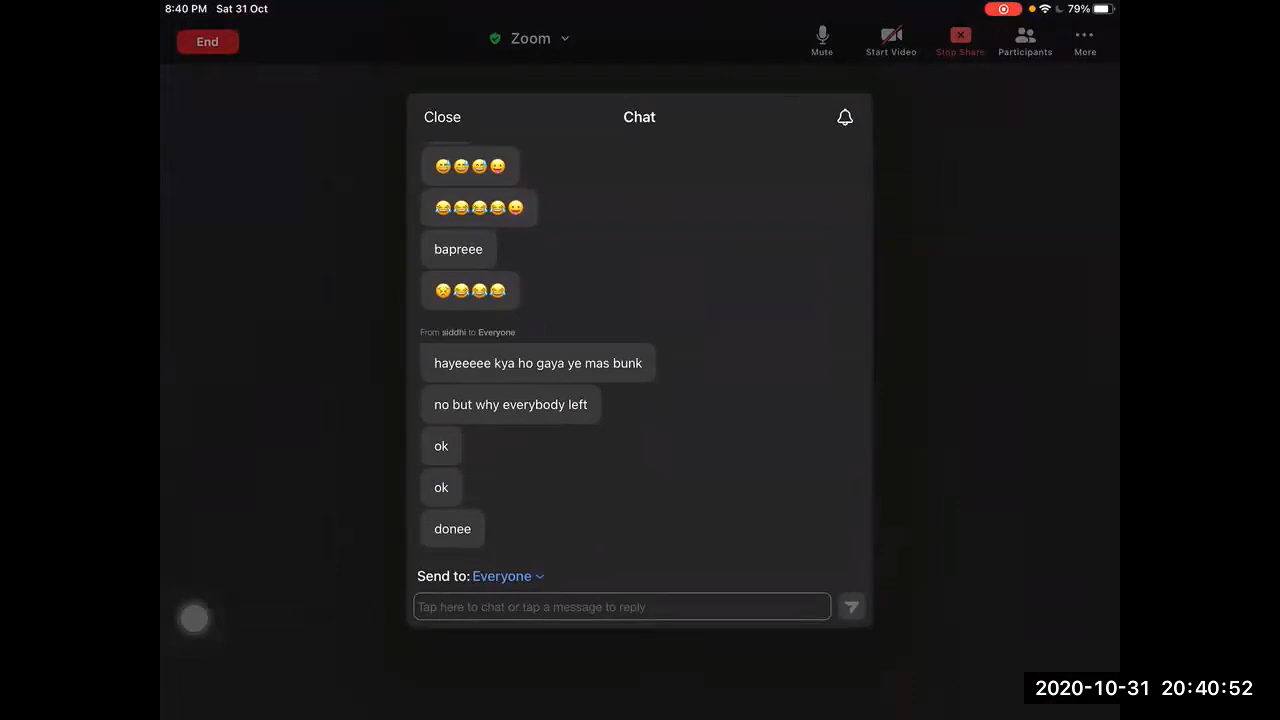 8:40 PM Sat 31 Oct
79%
End
Zoom
Mute
Start Video
Stop Share
Participants
More
Close
Chat
😅😅😅😛
😂😂😂😂😛
bapreee
😣😂😂😂
From siddhi to Everyone
hayeeeee kya ho gaya ye mas bunk
no but why everybody left
ok
ok
donee
Send to: Everyone
Tap here to chat or tap a message to reply
2020-10-31 20:40:52